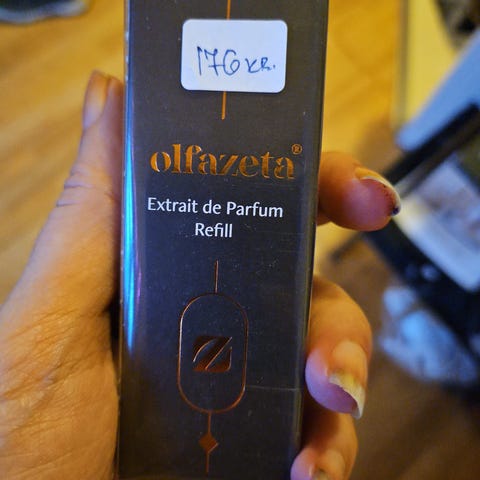 176 KR.
olfazeta®
Extrait de Parfum
Refill